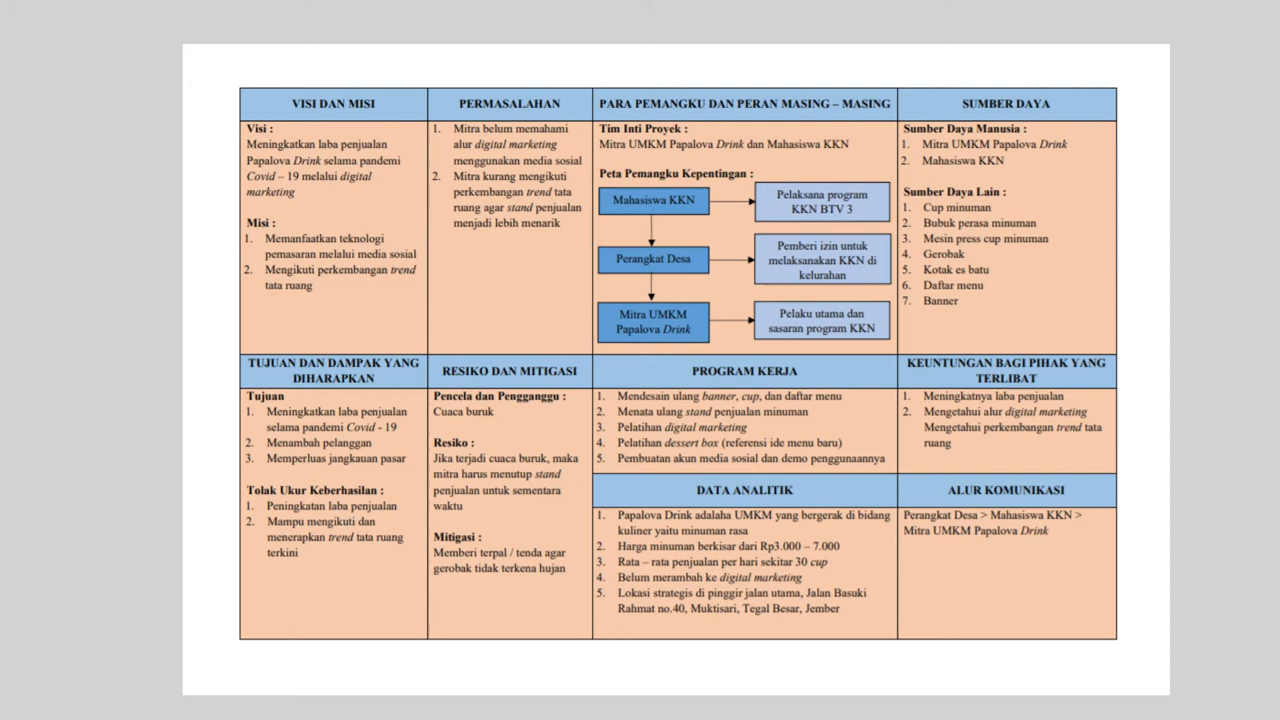 VISI DAN MISI
Visi :
Meningkatkan laba penjualan
Papalova Drink selama pandemi
Covid – 19 melalui digital
marketing
Misi :
1. Memanfaatkan teknologi
pemasaran melalui media sosial
2. Mengikuti perkembangan trend
tata ruang
PERMASALAHAN
1. Mitra belum memahami
alur digital marketing
menggunakan media sosial
2. Mitra kurang mengikuti
perkembangan trend tata
ruang agar stand penjualan
menjadi lebih menarik
PARA PEMANGKU DAN PERAN MASING – MASING
Tim Inti Proyek :
Mitra UMKM Papalova Drink dan Mahasiswa KKN
Peta Pemangku Kepentingan :
Mahasiswa KKN
Pelaksana program
KKN BTV 3
Perangkat Desa
Pemberi izin untuk
melaksanakan KKN di
kelurahan
Mitra UMKM
Papalova Drink
Pelaku utama dan
sasaran program KKN
SUMBER DAYA
Sumber Daya Manusia :
1. Mitra UMKM Papalova Drink
2. Mahasiswa KKN
Sumber Daya Lain :
1. Cup minuman
2. Bubuk perasa minuman
3. Mesin press cup minuman
4. Gerobak
5. Kotak es batu
6. Daftar menu
7. Banner
TUJUAN DAN DAMPAK YANG
DIHARAPKAN
Tujuan
1. Meningkatkan laba penjualan
selama pandemi Covid - 19
2. Menambah pelanggan
3. Memperluas jangkauan pasar
Tolak Ukur Keberhasilan :
1. Peningkatan laba penjualan
2. Mampu mengikuti dan
menerapkan trend tata ruang
terkini
RESIKO DAN MITIGASI
Pencela dan Pengganggu :
Cuaca buruk
Resiko :
Jika terjadi cuaca buruk, maka
mitra harus menutup stand
penjualan untuk sementara
waktu
Mitigasi :
Memberi terpal / tenda agar
gerobak tidak terkena hujan
PROGRAM KERJA
1. Mendesain ulang banner, cup, dan daftar menu
2. Menata ulang stand penjualan minuman
3. Pelatihan digital marketing
4. Pelatihan dessert box (referensi ide menu baru)
5. Pembuatan akun media sosial dan demo penggunaannya
KEUNTUNGAN BAGI PIHAK YANG
TERLIBAT
1. Meningkatnya laba penjualan
2. Mengetahui alur digital marketing
Mengetahui perkembangan trend tata
ruang
DATA ANALITIK
1. Papalova Drink adalaha UMKM yang bergerak di bidang
kuliner yaitu minuman rasa
2. Harga minuman berkisar dari Rp3.000 – 7.000
3. Rata – rata penjualan per hari sekitar 30 cup
4. Belum merambah ke digital marketing
5. Lokasi strategis di pinggir jalan utama, Jalan Basuki
Rahmat no.40, Muktisari, Tegal Besar, Jember
ALUR KOMUNIKASI
Perangkat Desa > Mahasiswa KKN >
Mitra UMKM Papalova Drink